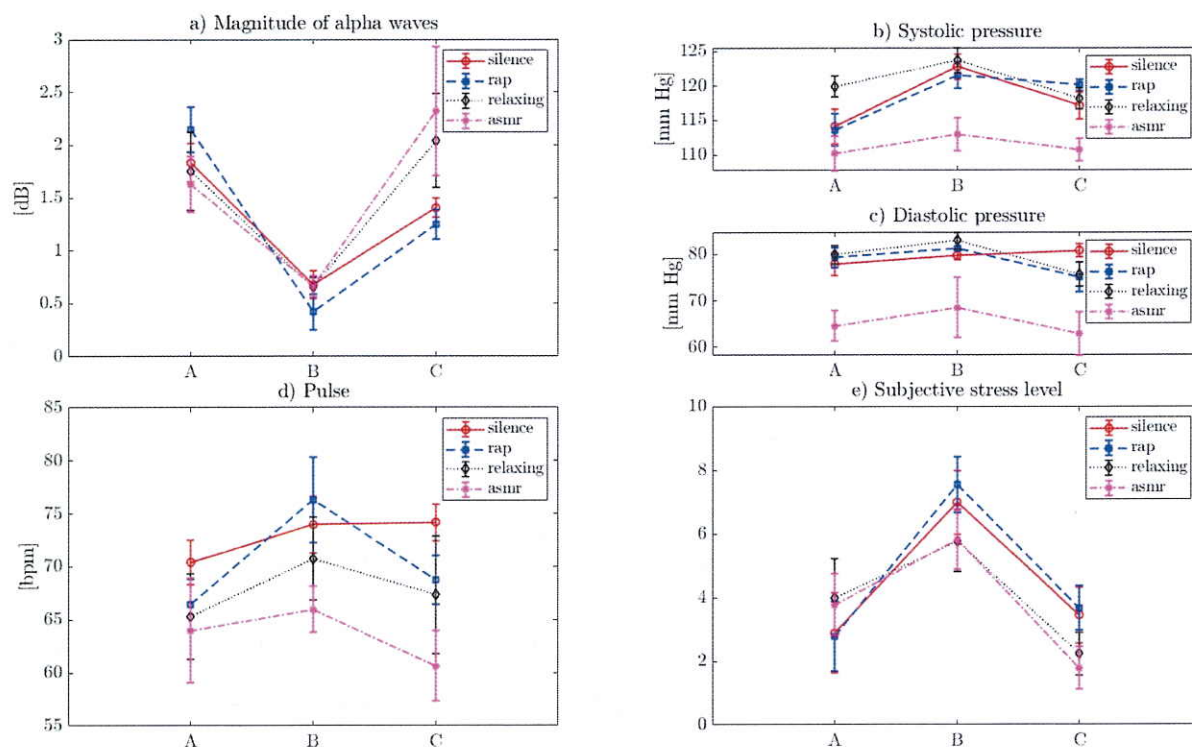 a) Magnitude of alpha waves
3
2.5
2
1.5
1
0.5
0
[dB]
A
B
C
silence
rap
relaxing
asmr
b) Systolic pressure
125
120
115
110
[mm Hg]
A
B
C
silence
rap
relaxing
asmr
c) Diastolic pressure
80
70
60
[mm Hg]
A
B
C
silence
rap
relaxing
asmr
d) Pulse
85
80
75
70
65
60
55
[bpm]
A
B
C
silence
rap
relaxing
asmr
e) Subjective stress level
10
8
6
4
2
0
A
B
C
silence
rap
relaxing
asmr